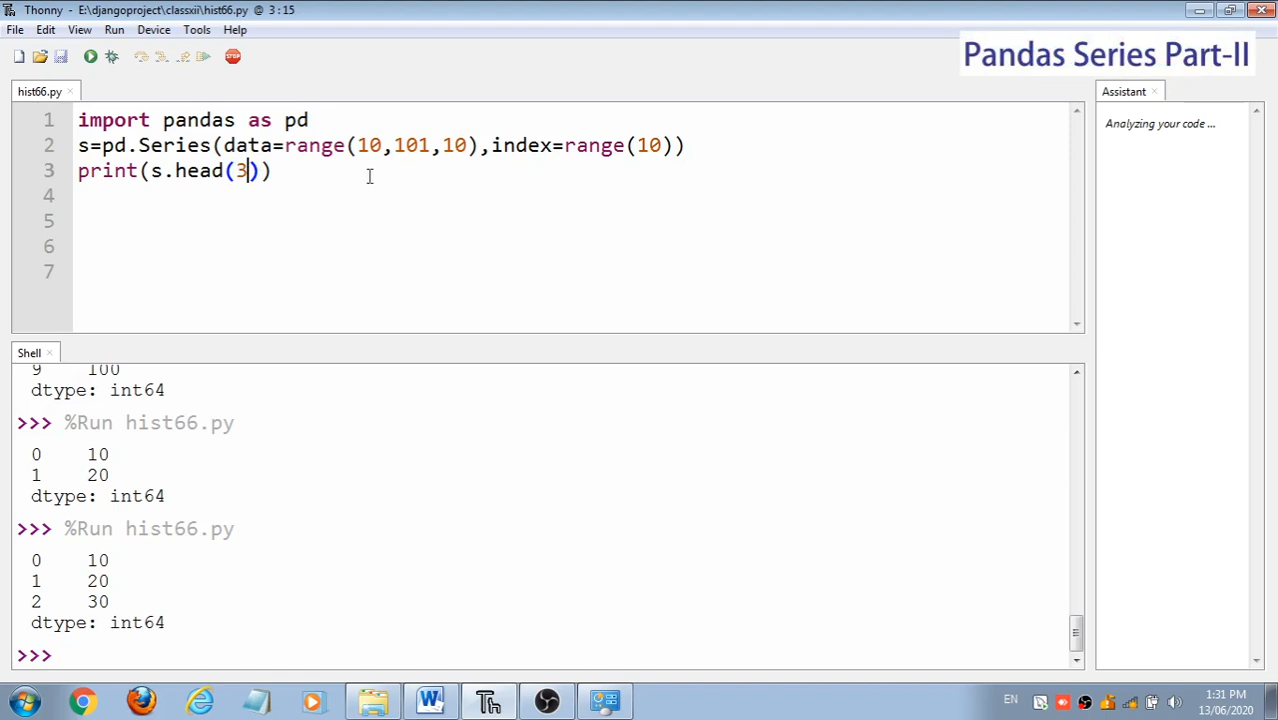 Thonny - E:\djangoproject\classxii\hist66.py @ 3:15
File Edit View Run Device Tools Help
STOP
Pandas Series Part-II
hist66.py ×
Assistant ×
Analyzing your code ...
1 import pandas as pd
2 s=pd.Series(data=range(10,101,10),index=range(10))
3 print(s.head(3))
4
5
6
7
Shell ×
9 100
dtype: int64
>>> %Run hist66.py
0 10
1 20
dtype: int64
>>> %Run hist66.py
0 10
1 20
2 30
dtype: int64
>>>
EN
1:31 PM
13/06/2020